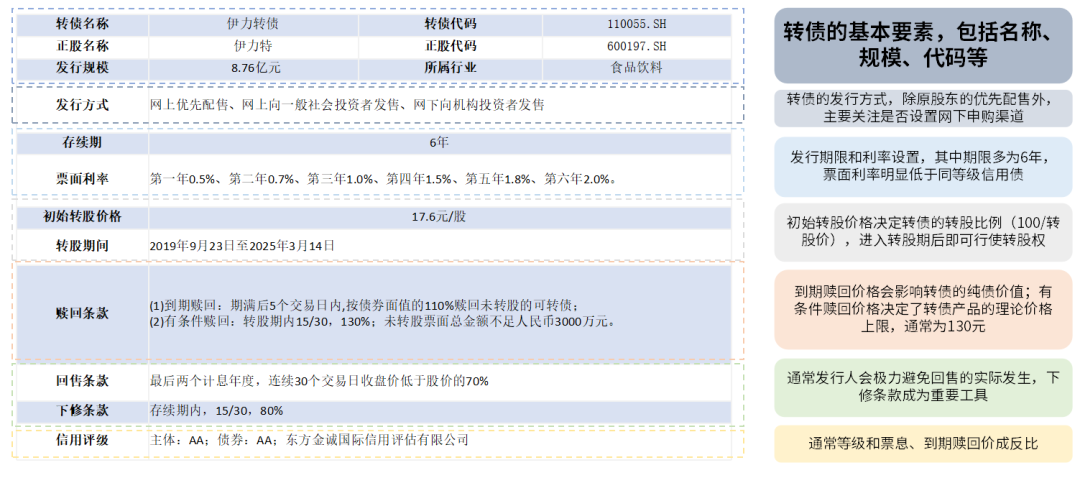 转债名称 伊力转债 转债代码 110055.SH
正股名称 伊力特 正股代码 600197.SH
发行规模 8.76亿元 所属行业 食品饮料
发行方式 网上优先配售、网上向一般社会投资者发售、网下向机构投资者发售
存续期 6年
票面利率 第一年0.5%、第二年0.7%、第三年1.0%、第四年1.5%、第五年1.8%、第六年2.0%。
初始转股价格 17.6元/股
转股期间 2019年9月23日至2025年3月14日
赎回条款
(1)到期赎回：期满后5个交易日内,按债券面值的110%赎回未转股的可转债；
(2)有条件赎回：转股期内15/30，130%；未转股票面总金额不足人民币3000万元。
回售条款 最后两个计息年度，连续30个交易日收盘价低于股价的70%
下修条款 存续期内，15/30，80%
信用评级 主体：AA；债券：AA；东方金诚国际信用评估有限公司
转债的基本要素，包括名称、
规模、代码等
转债的发行方式，除原股东的优先配售外，
主要关注是否设置网下申购渠道
发行期限和利率设置，其中期限多为6年，
票面利率明显低于同等级信用债
初始转股价格决定转债的转股比例（100/转
股价），进入转股期后即可行使转股权
到期赎回价格会影响转债的纯债价值；有
条件赎回价格决定了转债产品的理论价格
上限，通常为130元
通常发行人会极力避免回售的实际发生，下
修条款成为重要工具
通常等级和票息、到期赎回价成反比